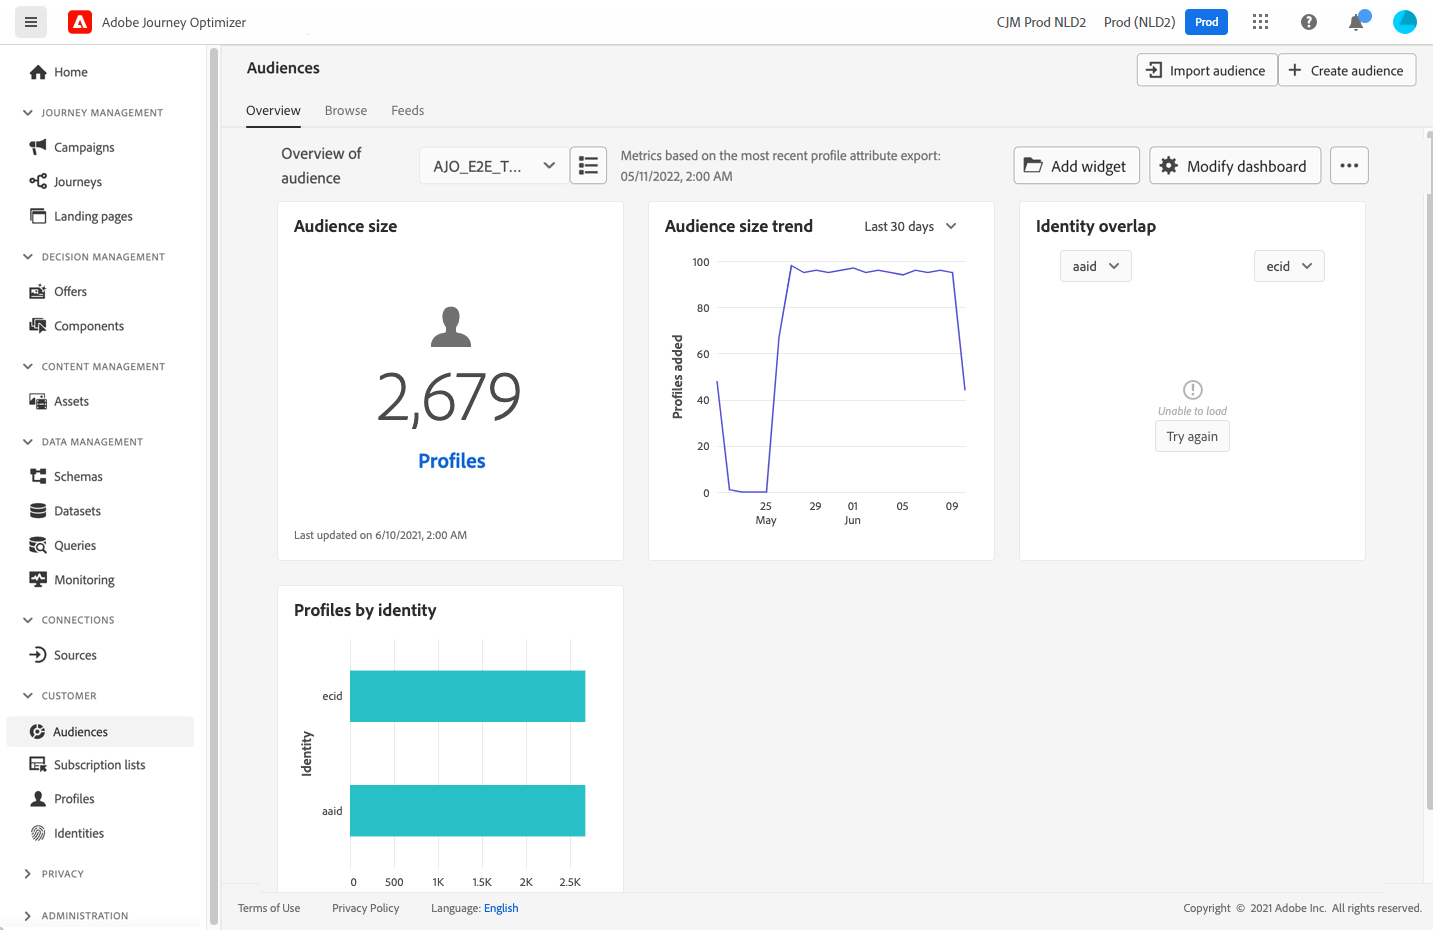 Adobe Journey Optimizer
CJM Prod NLD2
Prod (NLD2)
Prod
Home
JOURNEY MANAGEMENT
Campaigns
Journeys
Landing pages
DECISION MANAGEMENT
Offers
Components
CONTENT MANAGEMENT
Assets
DATA MANAGEMENT
Schemas
Datasets
Queries
Monitoring
CONNECTIONS
Sources
CUSTOMER
Audiences
Subscription lists
Profiles
Identities
PRIVACY
ADMINISTRATION
Audiences
Import audience
Create audience
Overview
Browse
Feeds
Overview of
audience
AJO_E2E_T...
Metrics based on the most recent profile attribute export:
05/11/2022, 2:00 AM
Add widget
Modify dashboard
Audience size
2,679
Profiles
Last updated on 6/10/2021, 2:00 AM
Audience size trend
Last 30 days
Profiles added
100
80
60
40
20
0
25 29 01 05 09
May Jun
Identity overlap
aaid
ecid
Unable to load
Try again
Profiles by identity
Identity
ecid
aaid
0 500 1K 1.5K 2K 2.5K
Terms of Use
Privacy Policy
Language: English
Copyright © 2021 Adobe Inc. All rights reserved.